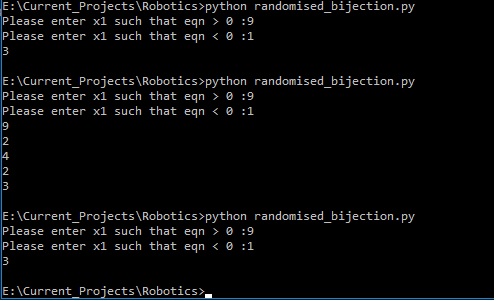 E:\Current_Projects\Robotics>python randomised_bijection.py
Please enter x1 such that eqn > 0 :9
Please enter x1 such that eqn < 0 :1
3
E:\Current_Projects\Robotics>python randomised_bijection.py
Please enter x1 such that eqn > 0 :9
Please enter x1 such that eqn < 0 :1
9
2
4
2
3
E:\Current_Projects\Robotics>python randomised_bijection.py
Please enter x1 such that eqn > 0 :9
Please enter x1 such that eqn < 0 :1
3
E:\Current_Projects\Robotics>